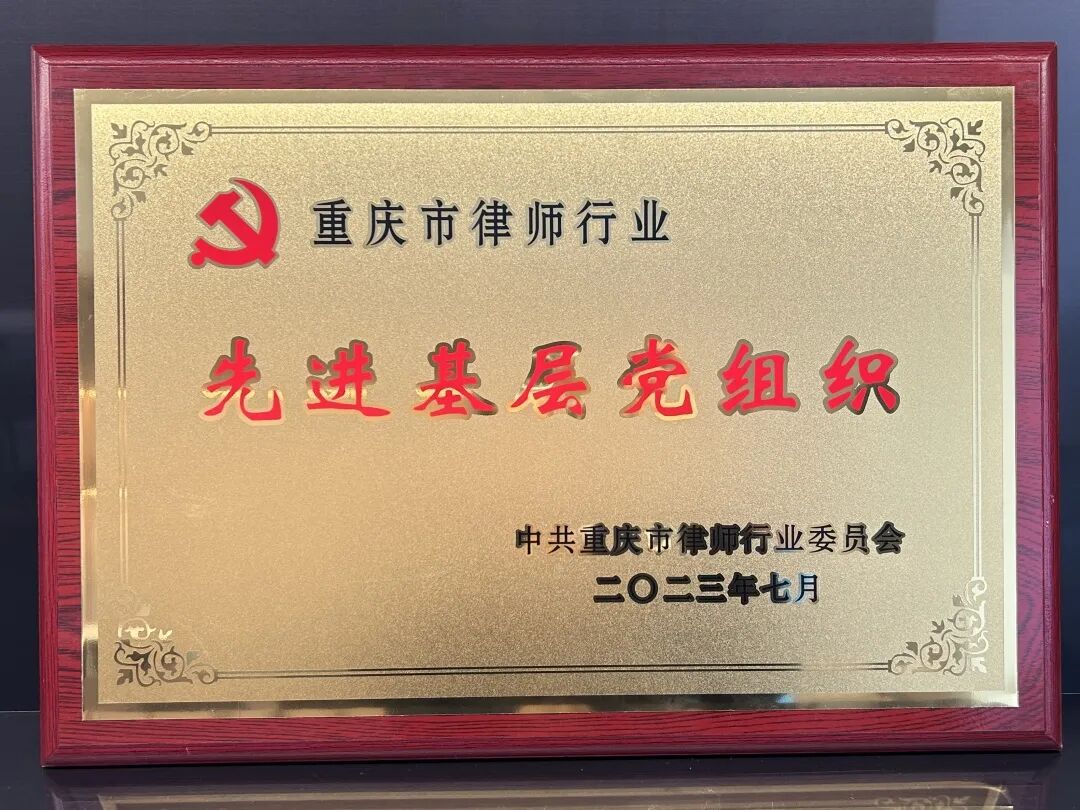 重庆市律师行业
先进基层党组织
中共重庆市律师行业委员会
二〇二三年七月